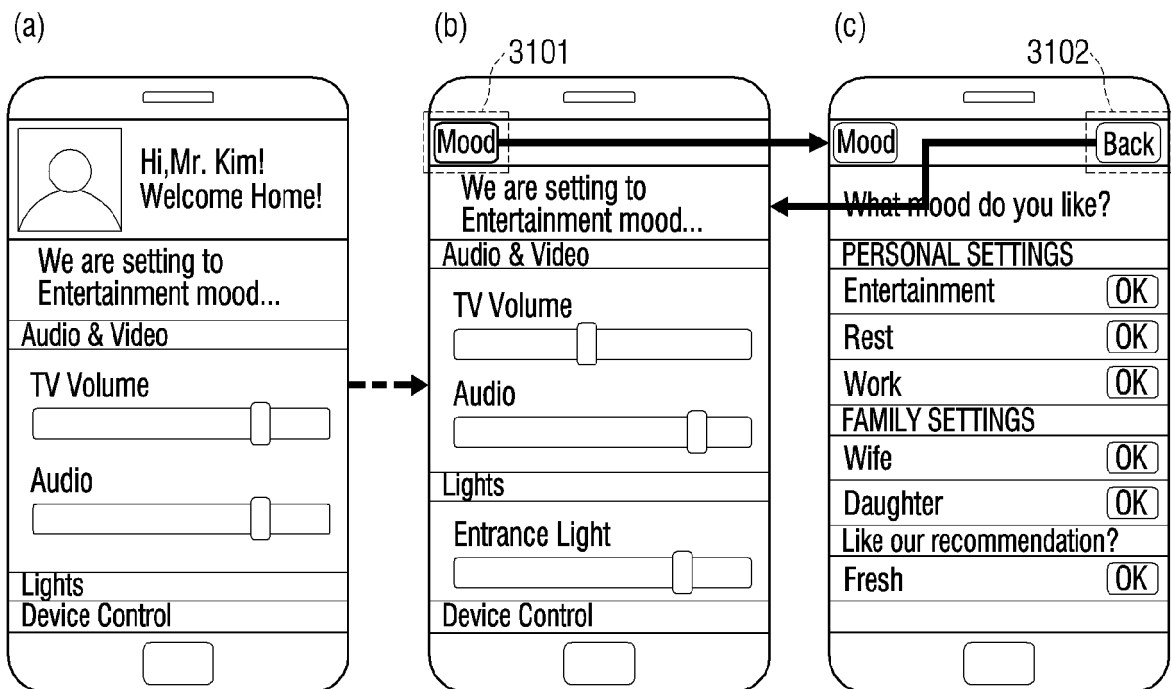 (a)
Hi,Mr. Kim!
Welcome Home!
We are setting to
Entertainment mood...
Audio & Video
TV Volume
Audio
Lights
Device Control
(b)
3101
Mood
We are setting to
Entertainment mood...
Audio & Video
TV Volume
Audio
Lights
Entrance Light
Device Control
(c)
3102
Mood
Back
What mood do you like?
PERSONAL SETTINGS
Entertainment OK
Rest OK
Work OK
FAMILY SETTINGS
Wife OK
Daughter OK
Like our recommendation?
Fresh OK